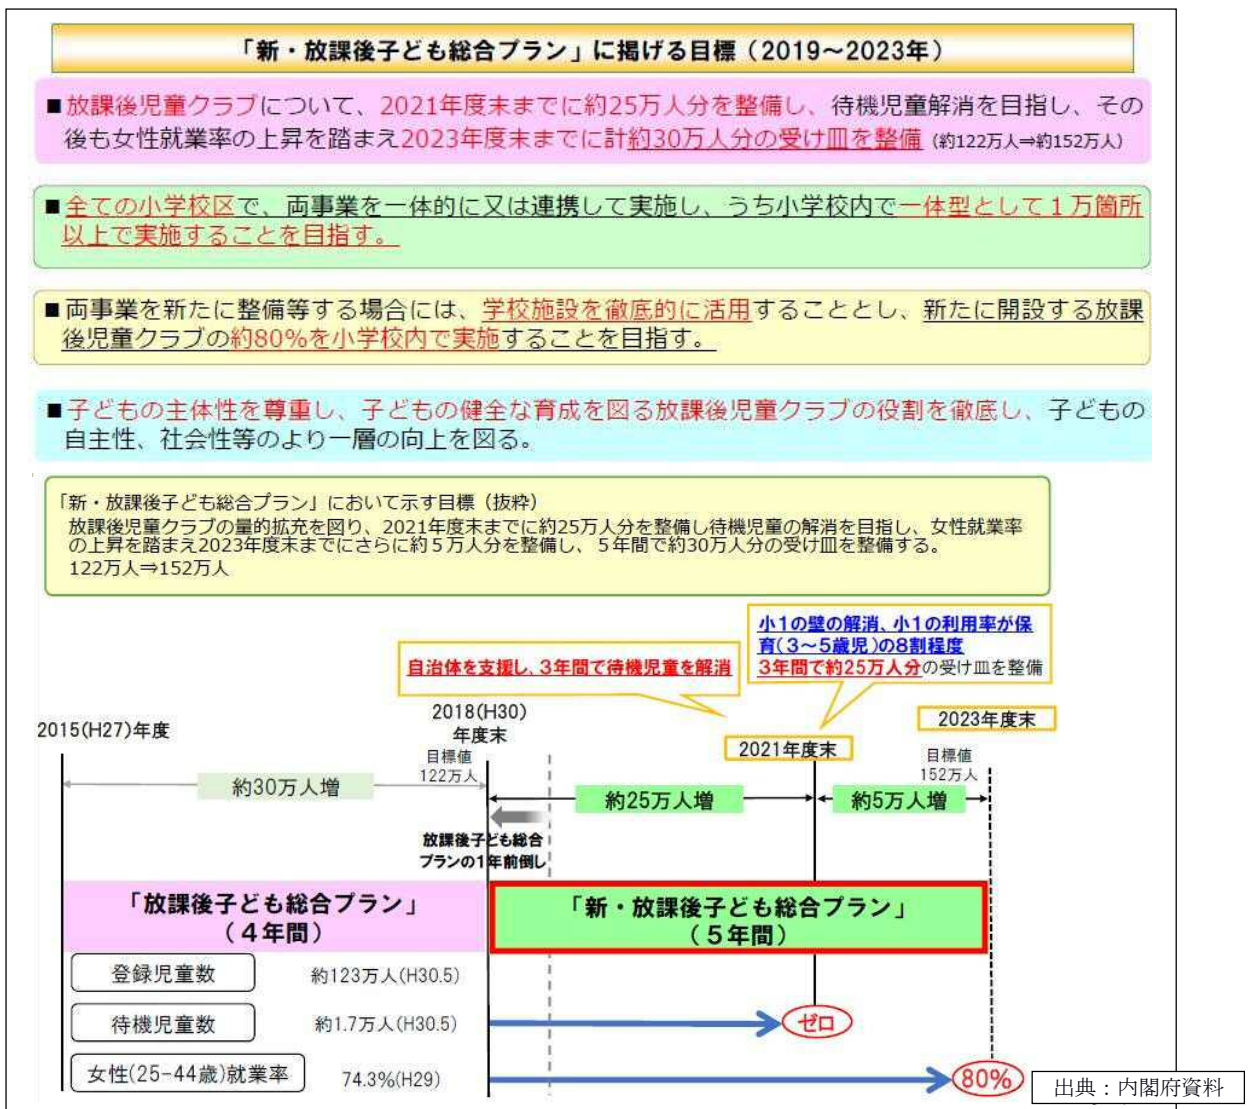 「新・放課後子ども総合プラン」に掲げる目標（2019～2023年）
■放課後児童クラブについて、2021年度末までに約25万人分を整備し、待機児童解消を目指し、その
後も女性就業率の上昇を踏まえ2023年度末までに計約30万人分の受け皿を整備（約122万人⇒約152万人）
■全ての小学校区で、両事業を一体的に又は連携して実施し、うち小学校内で一体型として１万箇所
以上で実施することを目指す。
■両事業を新たに整備等する場合には、学校施設を徹底的に活用することとし、新たに開設する放課
後児童クラブの約80％を小学校内で実施することを目指す。
■子どもの主体性を尊重し、子どもの健全な育成を図る放課後児童クラブの役割を徹底し、子どもの
自主性、社会性等のより一層の向上を図る。
「新・放課後子ども総合プラン」において示す目標（抜粋）
放課後児童クラブの量的拡充を図り、2021年度末までに約25万人分を整備し待機児童の解消を目指し、女性就業率
の上昇を踏まえ2023年度末までにさらに約５万人分を整備し、５年間で約30万人分の受け皿を整備する。
122万人⇒152万人
小1の壁の解消、小1の利用率が保
育(3～5歳児)の8割程度
3年間で約25万人分の受け皿を整備
自治体を支援し、3年間で待機児童を解消
2015(H27)年度
2018(H30)
年度末
目標値
122万人
2021年度末
2023年度末
目標値
152万人
約30万人増
約25万人増
約5万人増
放課後子ども総合
プランの1年前倒し
「放課後子ども総合プラン」
（４年間）
「新・放課後子ども総合プラン」
（５年間）
登録児童数
約123万人(H30.5)
待機児童数
約1.7万人(H30.5)
ゼロ
女性(25-44歳)就業率
74.3%(H29)
80%
出典：内閣府資料